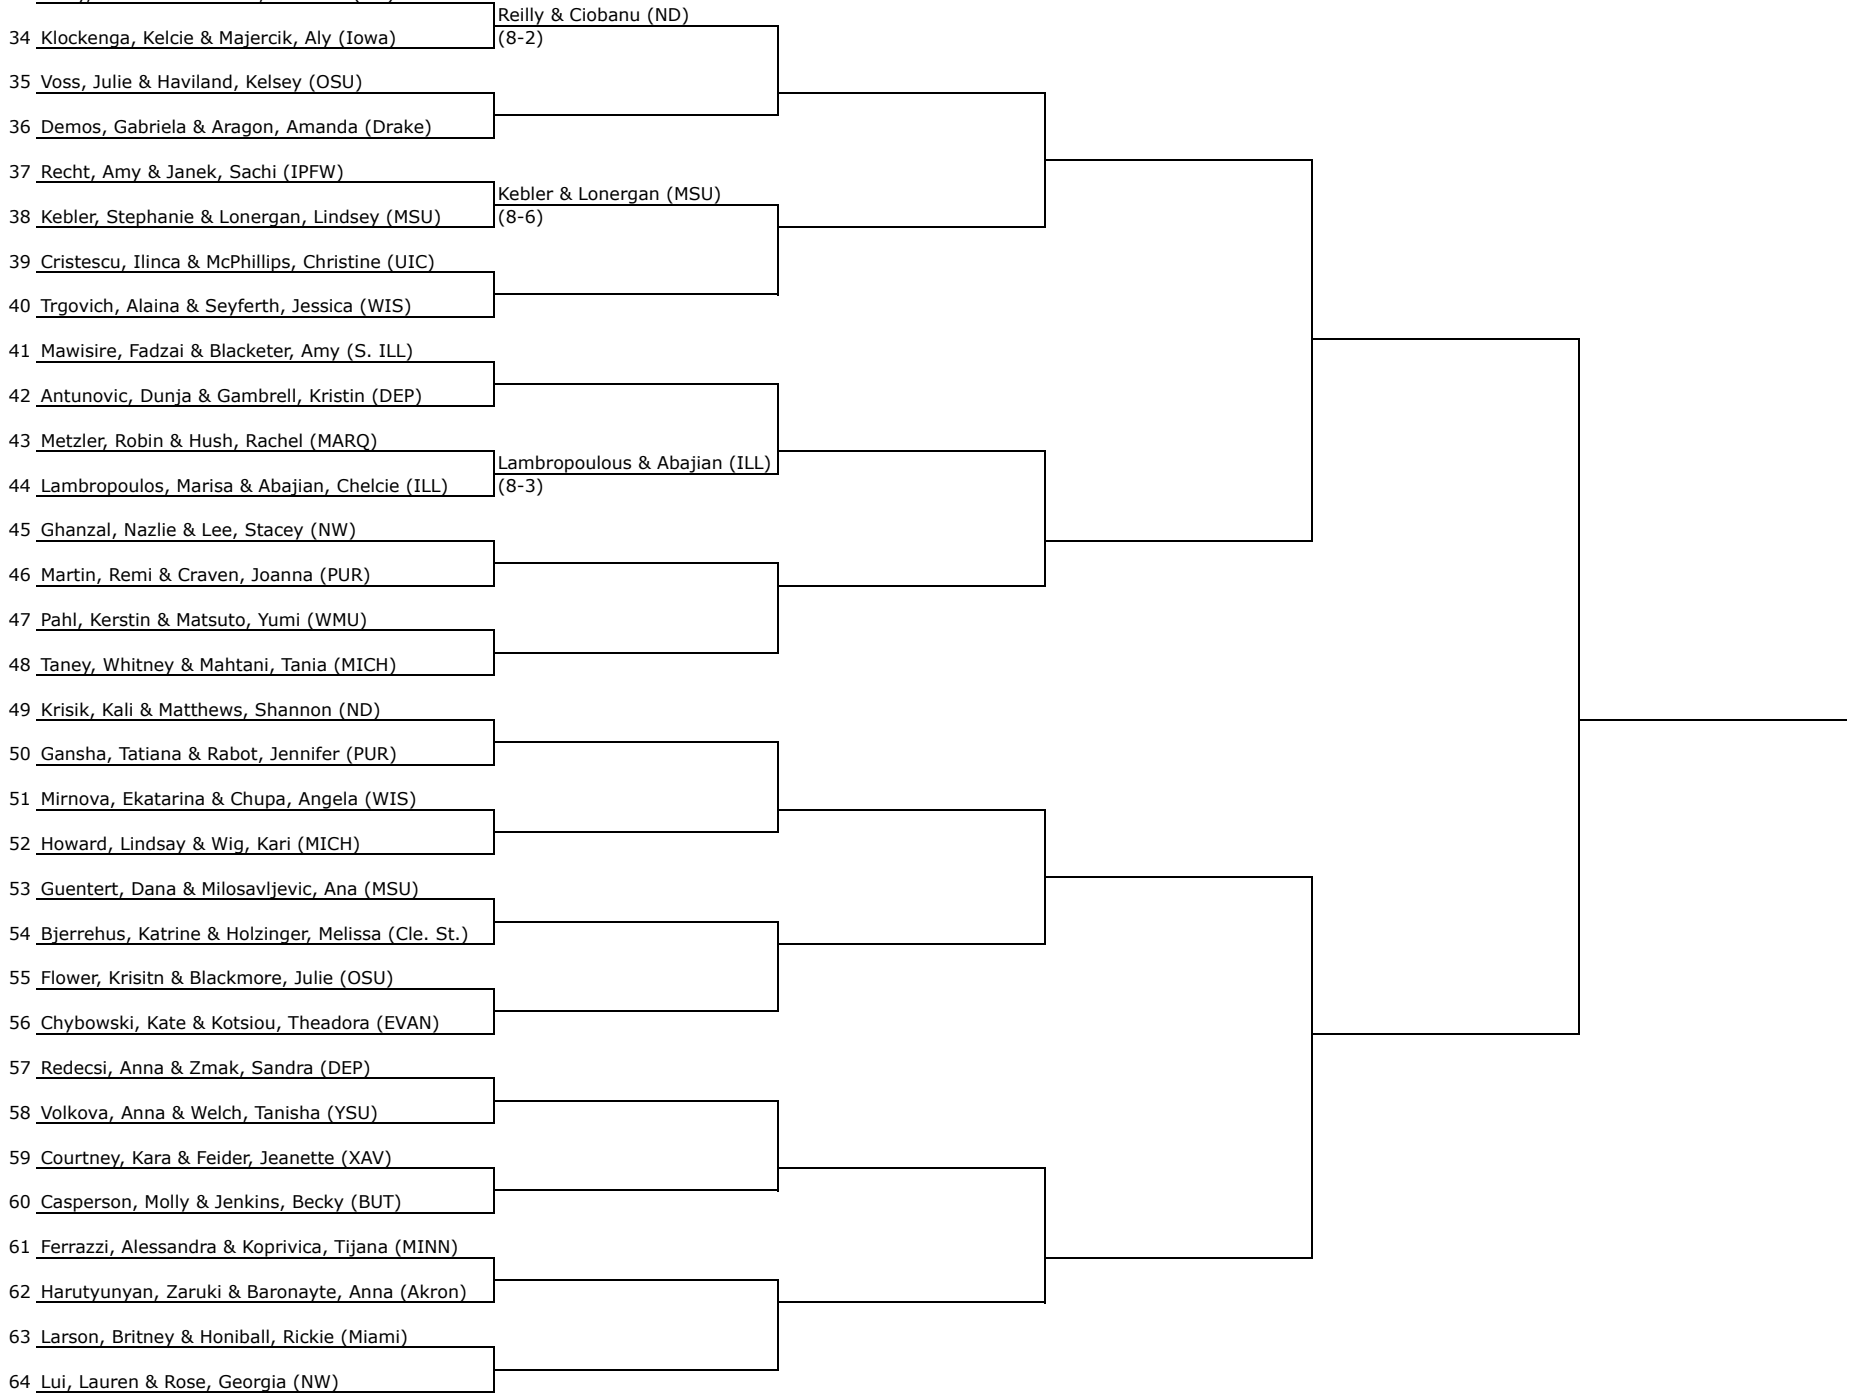 Reilly & Ciobanu (ND)
34 Klockenga, Kelcie & Majercik, Aly (Iowa)
(8-2)
35 Voss, Julie & Haviland, Kelsey (OSU)
36 Demos, Gabriela & Aragon, Amanda (Drake)
37 Recht, Amy & Janek, Sachi (IPFW)
Kebler & Lonergan (MSU)
38 Kebler, Stephanie & Lonergan, Lindsey (MSU)
(8-6)
39 Cristescu, Ilinca & McPhillips, Christine (UIC)
40 Trgovich, Alaina & Seyferth, Jessica (WIS)
41 Mawisire, Fadzai & Blacketer, Amy (S. ILL)
42 Antunovic, Dunja & Gambrell, Kristin (DEP)
43 Metzler, Robin & Hush, Rachel (MARQ)
Lambropoulous & Abajian (ILL)
44 Lambropoulos, Marisa & Abajian, Chelcie (ILL)
(8-3)
45 Ghanzal, Nazlie & Lee, Stacey (NW)
46 Martin, Remi & Craven, Joanna (PUR)
47 Pahl, Kerstin & Matsuto, Yumi (WMU)
48 Taney, Whitney & Mahtani, Tania (MICH)
49 Krisik, Kali & Matthews, Shannon (ND)
50 Gansha, Tatiana & Rabot, Jennifer (PUR)
51 Mirnova, Ekatarina & Chupa, Angela (WIS)
52 Howard, Lindsay & Wig, Kari (MICH)
53 Guentert, Dana & Milosavljevic, Ana (MSU)
54 Bjerrehus, Katrine & Holzinger, Melissa (Cle. St.)
55 Flower, Krisitn & Blackmore, Julie (OSU)
56 Chybowski, Kate & Kotsiou, Theadora (EVAN)
57 Redecsi, Anna & Zmak, Sandra (DEP)
58 Volkova, Anna & Welch, Tanisha (YSU)
59 Courtney, Kara & Feider, Jeanette (XAV)
60 Casperson, Molly & Jenkins, Becky (BUT)
61 Ferrazzi, Alessandra & Koprivica, Tijana (MINN)
62 Harutyunyan, Zaruki & Baronayte, Anna (Akron)
63 Larson, Britney & Honiball, Rickie (Miami)
64 Lui, Lauren & Rose, Georgia (NW)